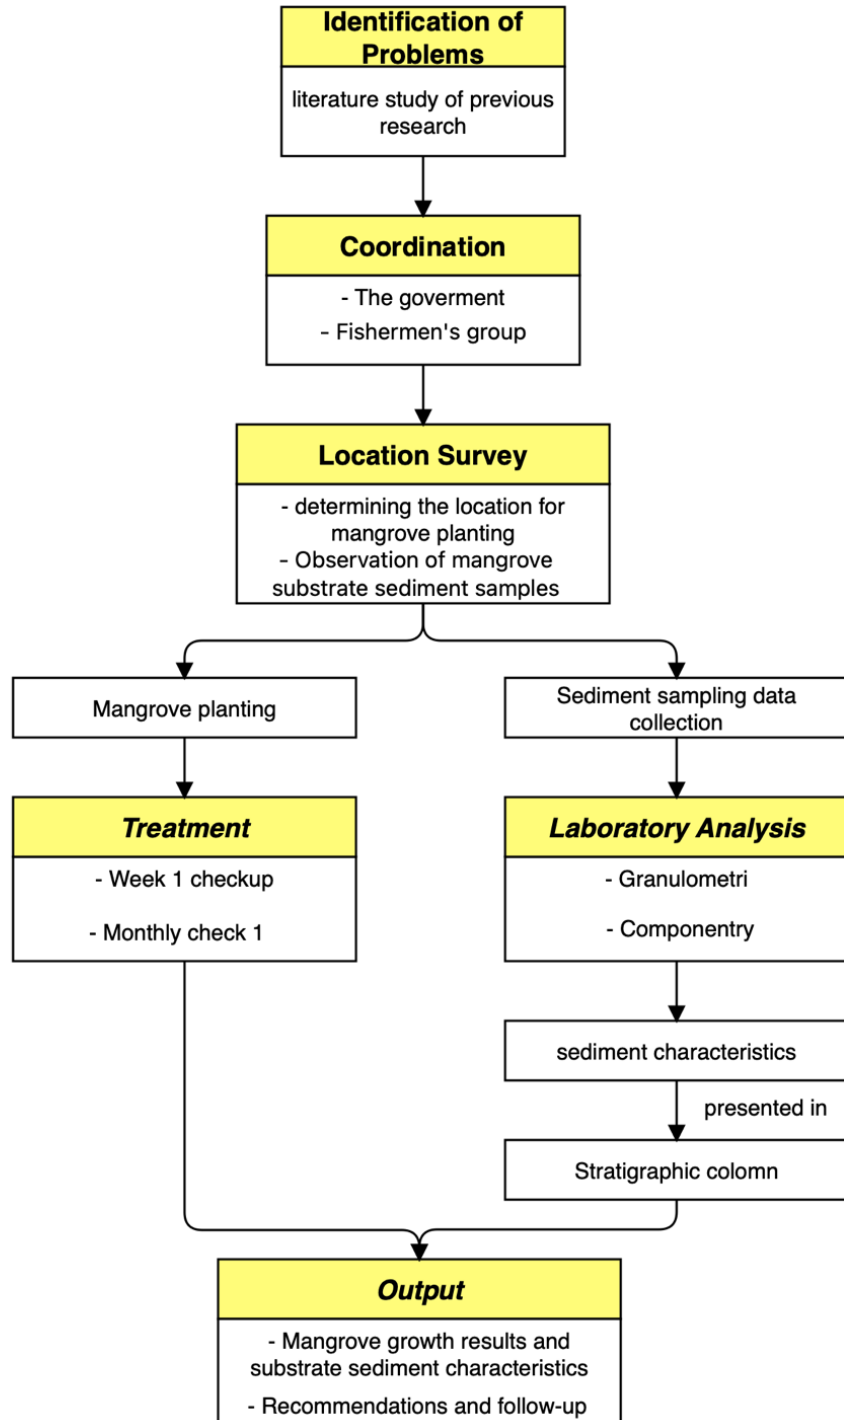 Identification of
Problems
literature study of previous
research
Coordination
- The goverment
- Fishermen's group
Location Survey
- determining the location for
mangrove planting
- Observation of mangrove
substrate sediment samples
Mangrove planting
Sediment sampling data
collection
Treatment
- Week 1 checkup
- Monthly check 1
Laboratory Analysis
- Granulometri
- Componentry
sediment characteristics
presented in
Stratigraphic colomn
Output
- Mangrove growth results and
substrate sediment characteristics
- Recommendations and follow-up